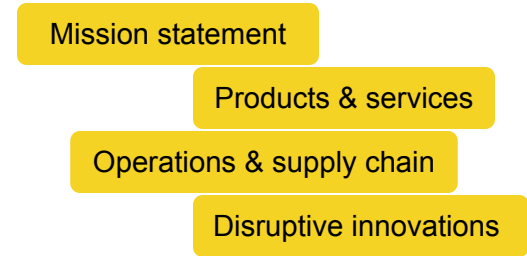 Mission statement
Products & services
Operations & supply chain
Disruptive innovations